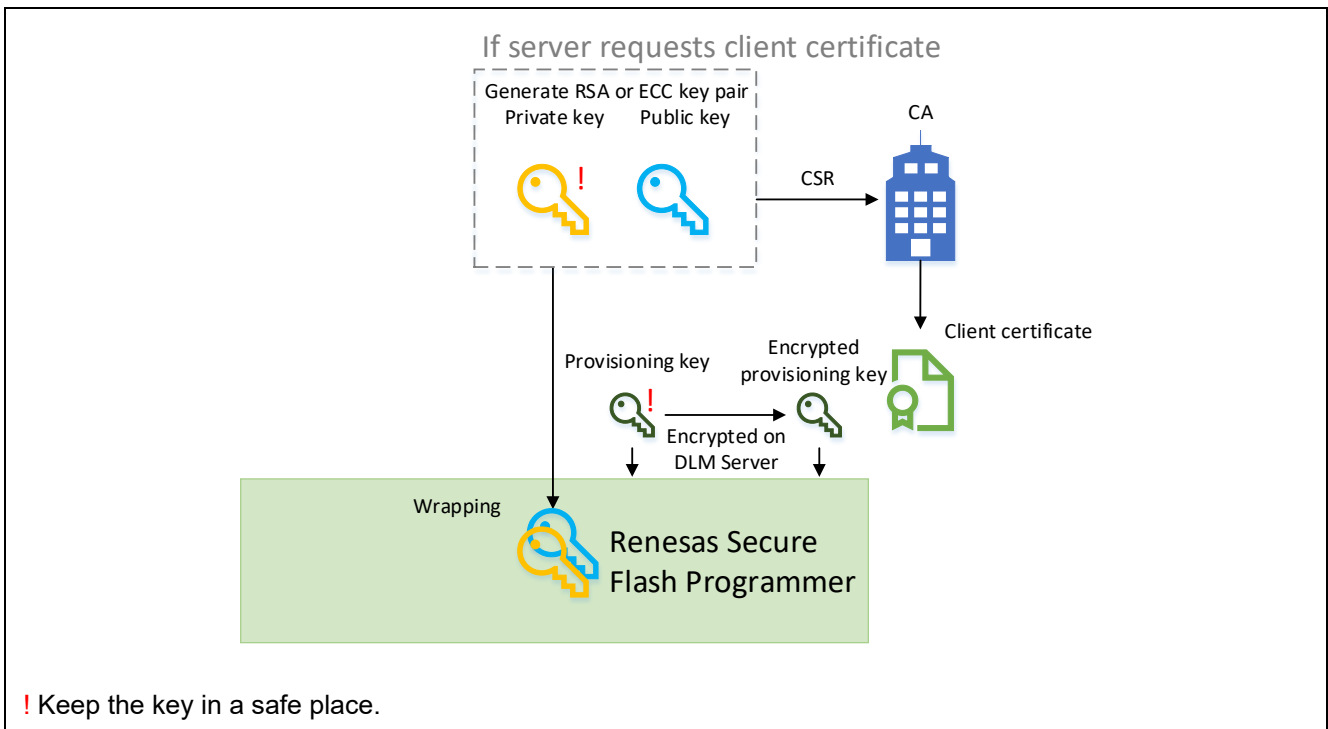 If server requests client certificate
Generate RSA or ECC key pair
Private key
Public key
!
CA
CSR
Client certificate
Provisioning key
Encrypted
provisioning key
!
Encrypted on
DLM Server
Wrapping
Renesas Secure
Flash Programmer
! Keep the key in a safe place.